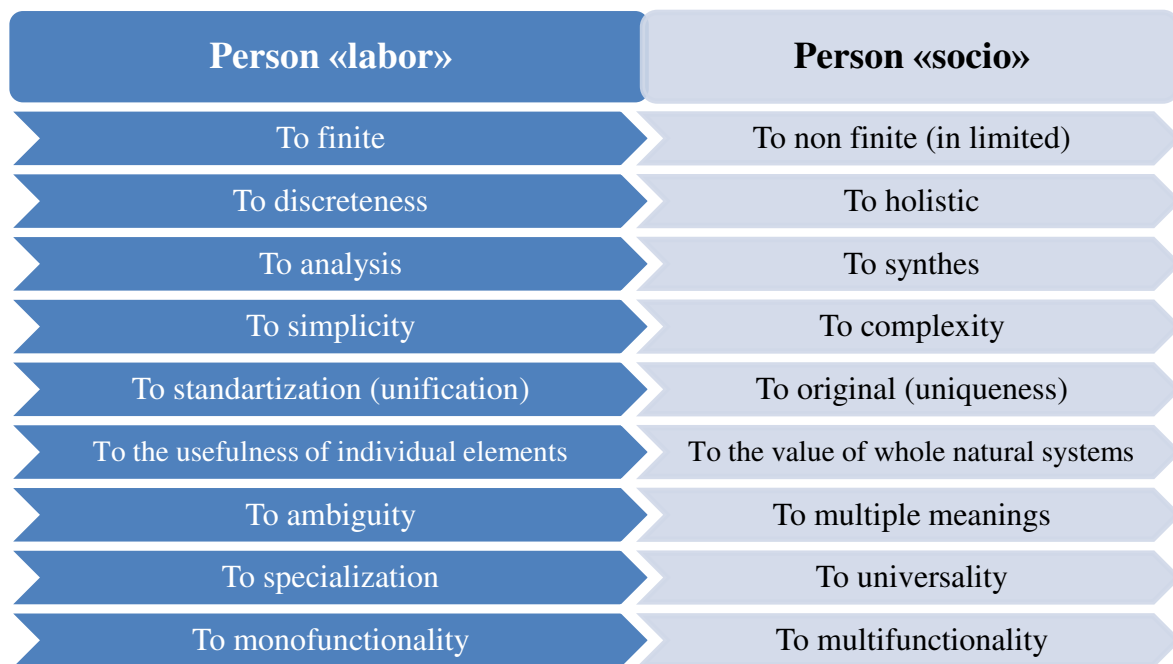 Person «labor»
Person «socio»
To finite
To non finite (in limited)
To discreteness
To holistic
To analysis
To synthes
To simplicity
To complexity
To standartization (unification)
To original (uniqueness)
To the usefulness of individual elements
To the value of whole natural systems
To ambiguity
To multiple meanings
To specialization
To universality
To monofunctionality
To multifunctionality